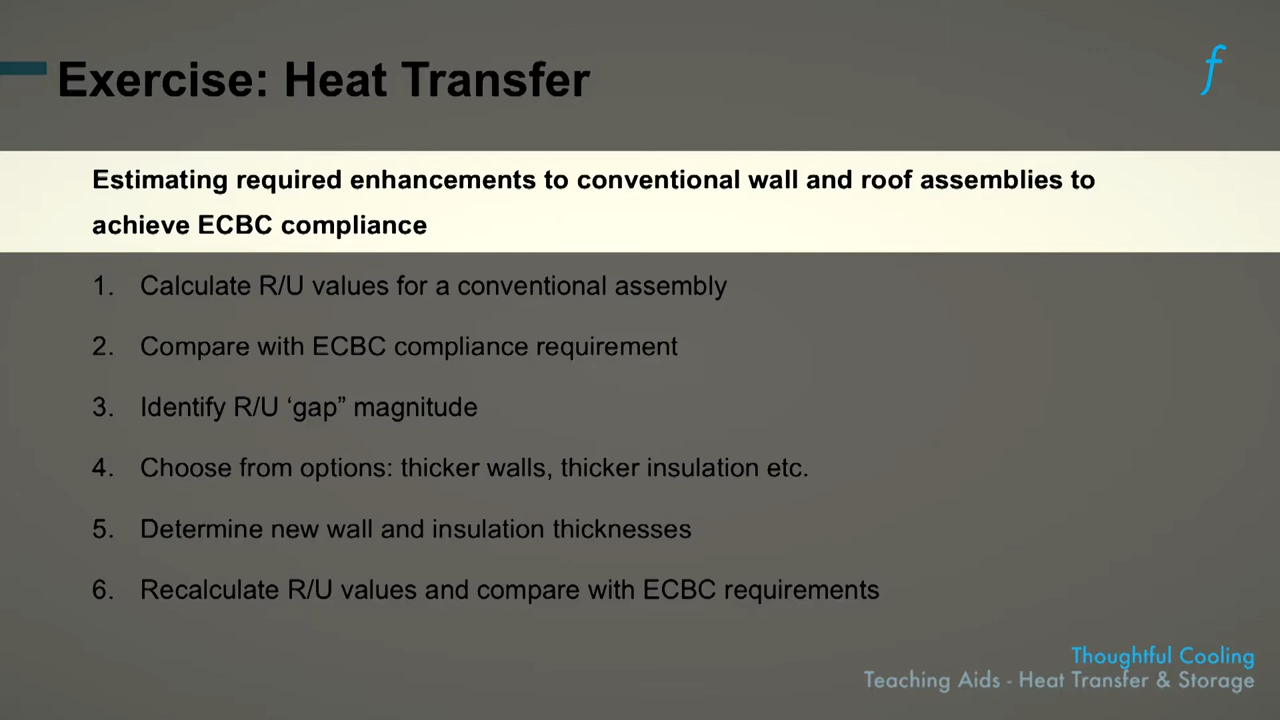 Exercise: Heat Transfer
f
Estimating required enhancements to conventional wall and roof assemblies to
achieve ECBC compliance
1. Calculate R/U values for a conventional assembly
2. Compare with ECBC compliance requirement
3. Identify R/U ‘gap” magnitude
4. Choose from options: thicker walls, thicker insulation etc.
5. Determine new wall and insulation thicknesses
6. Recalculate R/U values and compare with ECBC requirements
Thoughtful Cooling
Teaching Aids - Heat Transfer & Storage